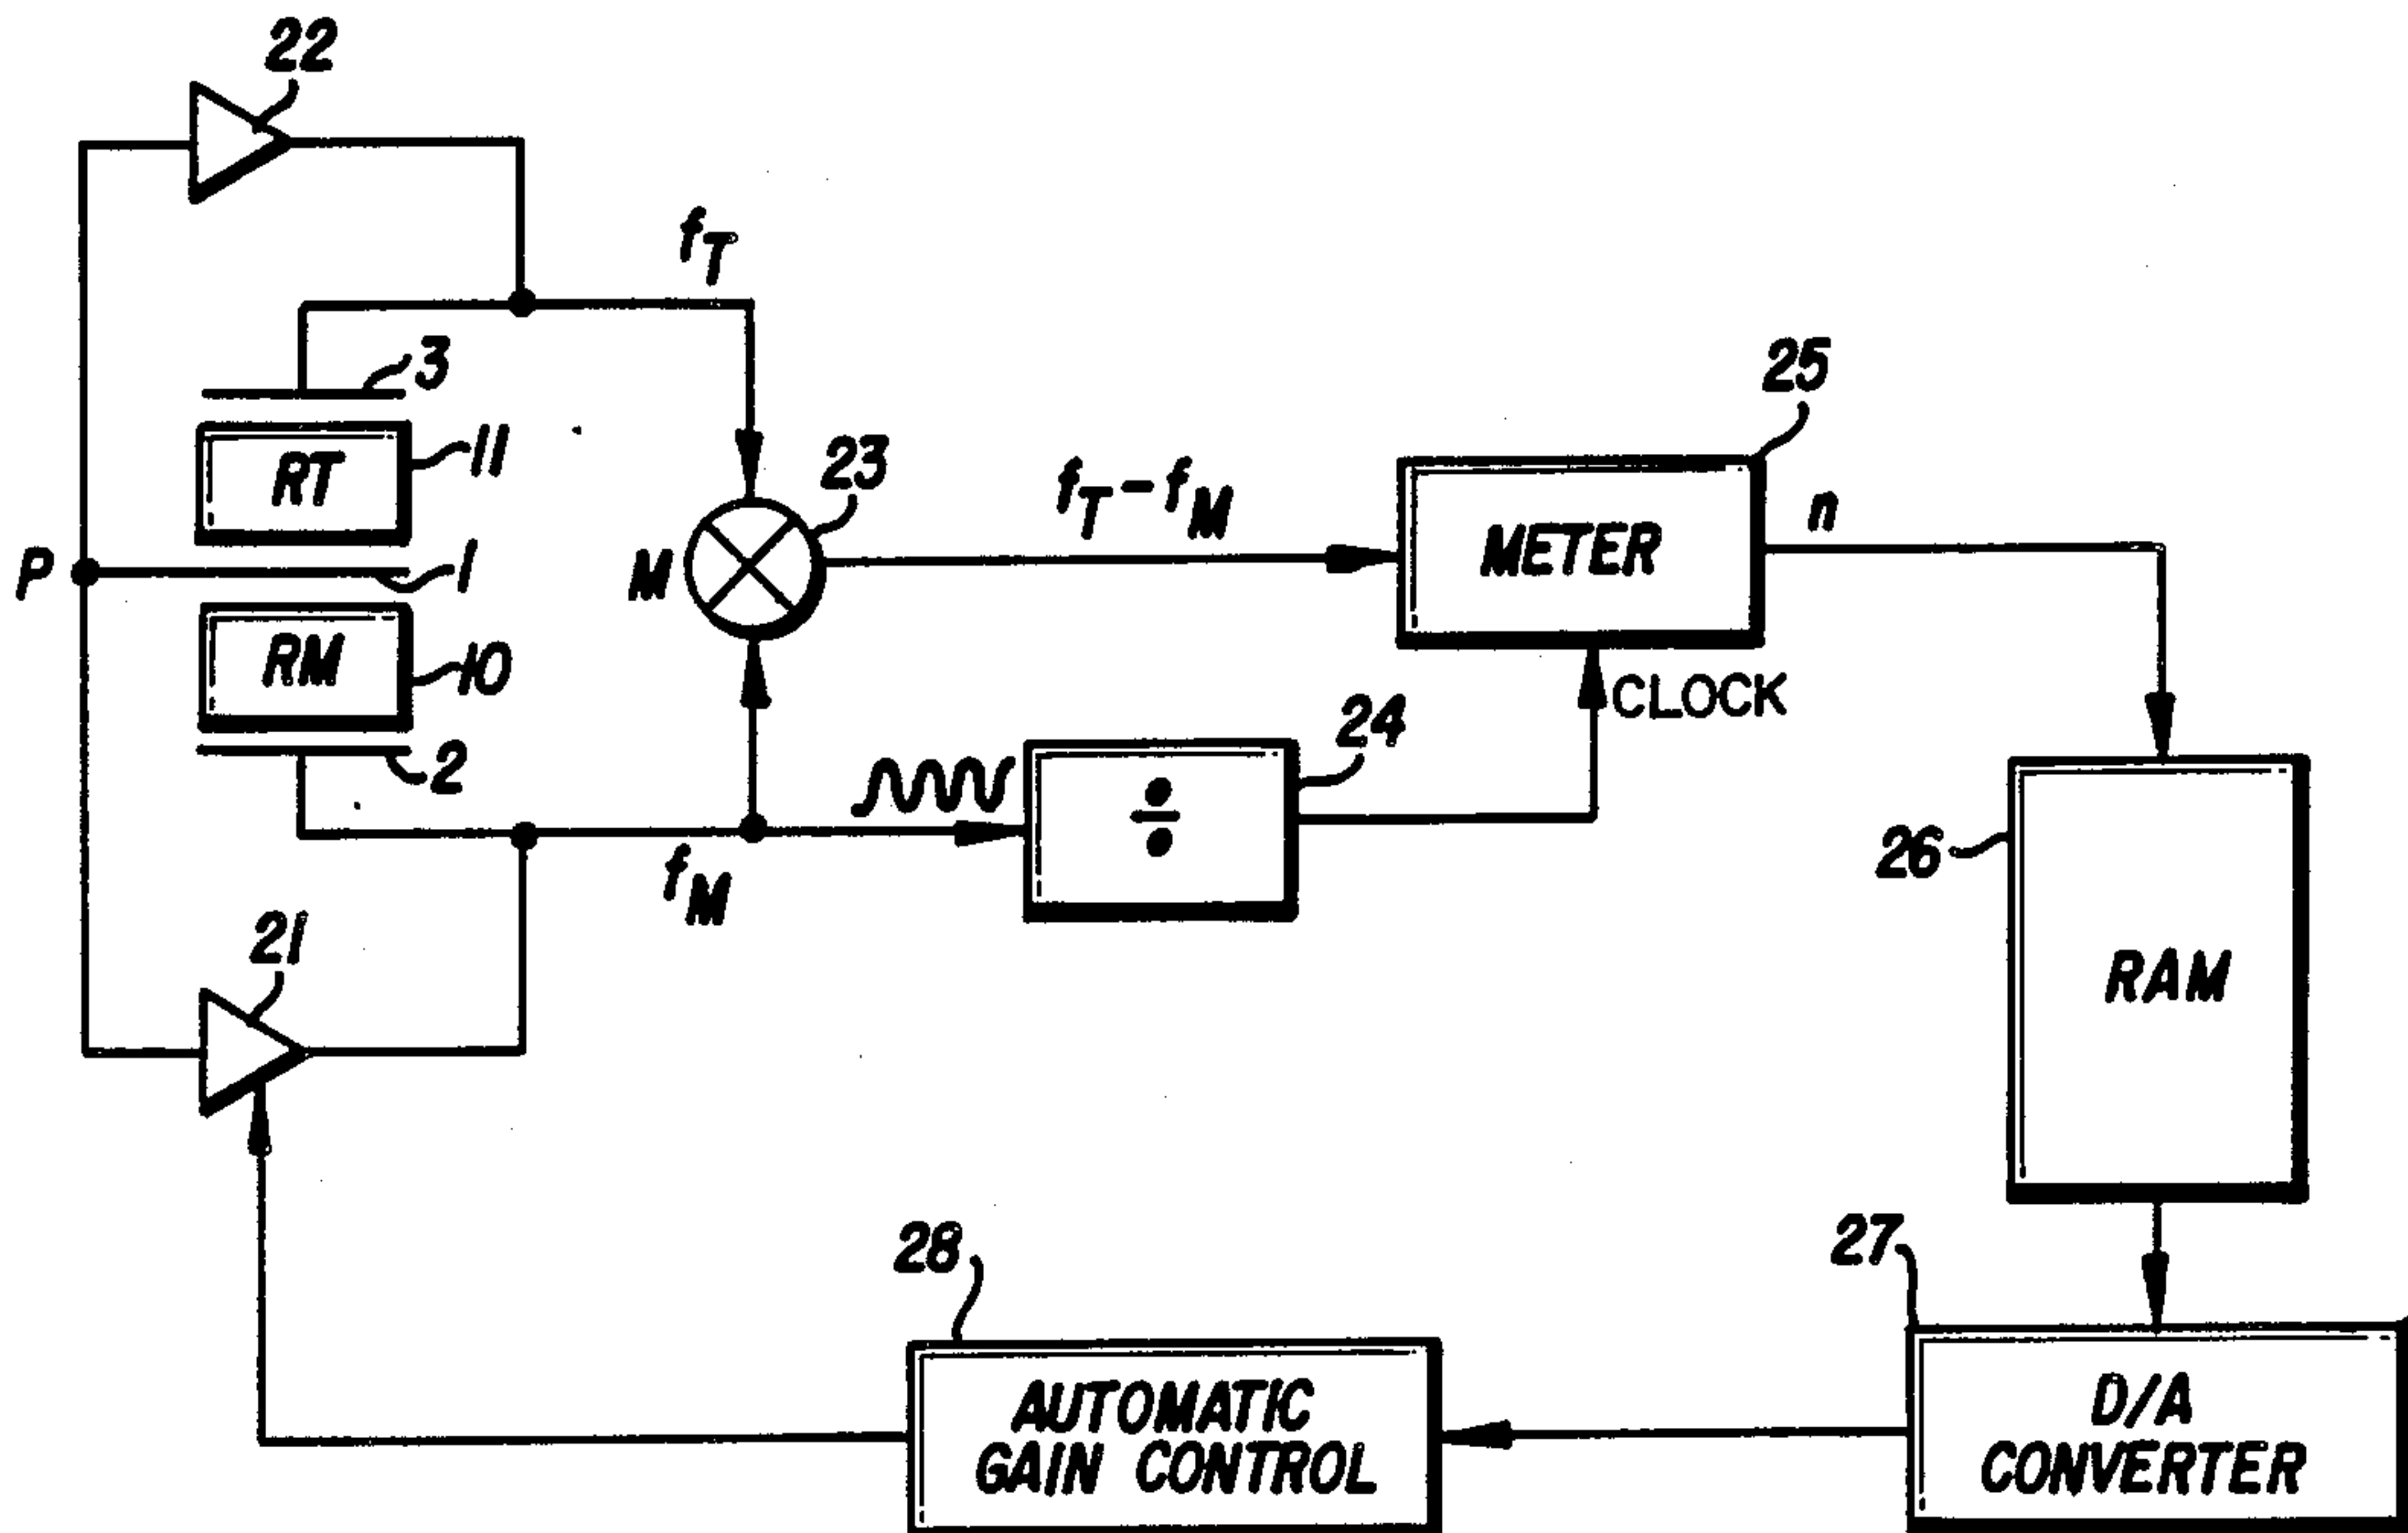 22
fT
3
25
RT
11
23
fT-fM
n
P
1
M
METER
RM
10
CLOCK
24
2
÷
26
fM
21
RAM
28
27
AUTOMATIC
GAIN CONTROL
D/A
CONVERTER